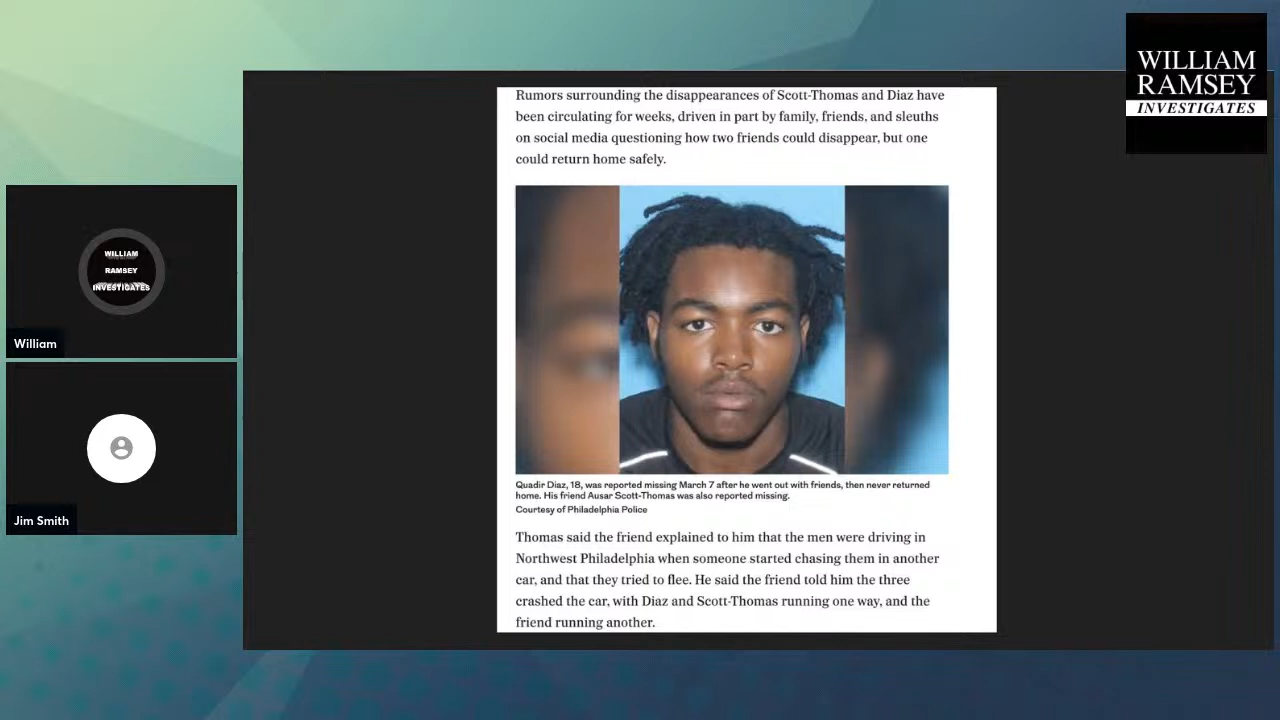 WILLIAM
RAMSEY
INVESTIGATES
Rumors surrounding the disappearances of Scott-Thomas and Diaz have
been circulating for weeks, driven in part by family, friends, and sleuths
on social media questioning how two friends could disappear, but one
could return home safely.
WILLIAM
RAMSEY
INVESTIGATES
William
Jim Smith
Quadir Diaz, 18, was reported missing March 7 after he went out with friends, then never returned
home. His friend Ausar Scott-Thomas was also reported missing.
Courtesy of Philadelphia Police
Thomas said the friend explained to him that the men were driving in
Northwest Philadelphia when someone started chasing them in another
car, and that they tried to flee. He said the friend told him the three
crashed the car, with Diaz and Scott-Thomas running one way, and the
friend running another.